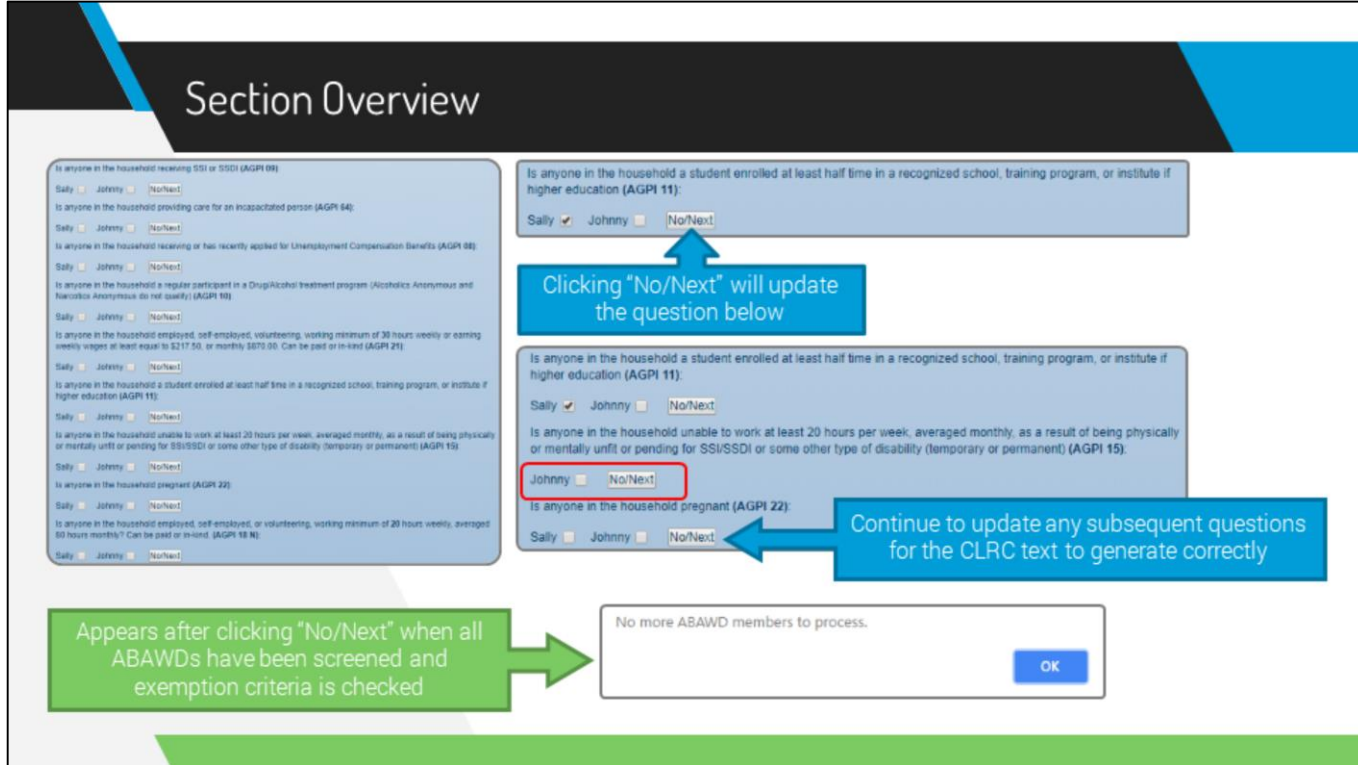 Section Overview
Is anyone in the household receiving SSI or SSDI (AGPI 09):
Sally Johnny No/Next
Is anyone in the household providing care for an incapacitated person (AGPI 64):
Sally Johnny No/Next
Is anyone in the household receiving or has recently applied for Unemployment Compensation Benefits (AGPI 08):
Sally Johnny No/Next
Is anyone in the household a regular participant in a Drug/Alcohol treatment program (Alcoholics Anonymous and
Narcotics Anonymous do not qualify) (AGPI 10):
Sally Johnny No/Next
Is anyone in the household employed, self-employed, volunteering, working minimum of 30 hours weekly or earning
weekly wages at least equal to $217.50, or monthly $870.00. Can be paid or in-kind (AGPI 21):
Sally Johnny No/Next
Is anyone in the household a student enrolled at least half time in a recognized school, training program, or institute if
higher education (AGPI 11):
Sally Johnny No/Next
Is anyone in the household unable to work at least 20 hours per week, averaged monthly, as a result of being physically
or mentally unfit or pending for SSI/SSDI or some other type of disability (temporary or permanent) (AGPI 15):
Sally Johnny No/Next
Is anyone in the household pregnant (AGPI 22):
Sally Johnny No/Next
Is anyone in the household employed, self-employed, or volunteering, working minimum of 20 hours weekly, averaged
80 hours monthly? Can be paid or in-kind. (AGPI 18 N):
Sally Johnny No/Next
Is anyone in the household a student enrolled at least half time in a recognized school, training program, or institute if
higher education (AGPI 11):
Sally Johnny No/Next
Clicking "No/Next" will update
the question below
Is anyone in the household a student enrolled at least half time in a recognized school, training program, or institute if
higher education (AGPI 11):
Sally Johnny No/Next
Is anyone in the household unable to work at least 20 hours per week, averaged monthly, as a result of being physically
or mentally unfit or pending for SSI/SSDI or some other type of disability (temporary or permanent) (AGPI 15):
Johnny No/Next
Is anyone in the household pregnant (AGPI 22):
Sally Johnny No/Next
Continue to update any subsequent questions
for the CLRC text to generate correctly
Appears after clicking "No/Next" when all
ABAWDs have been screened and
exemption criteria is checked
No more ABAWD members to process.
OK